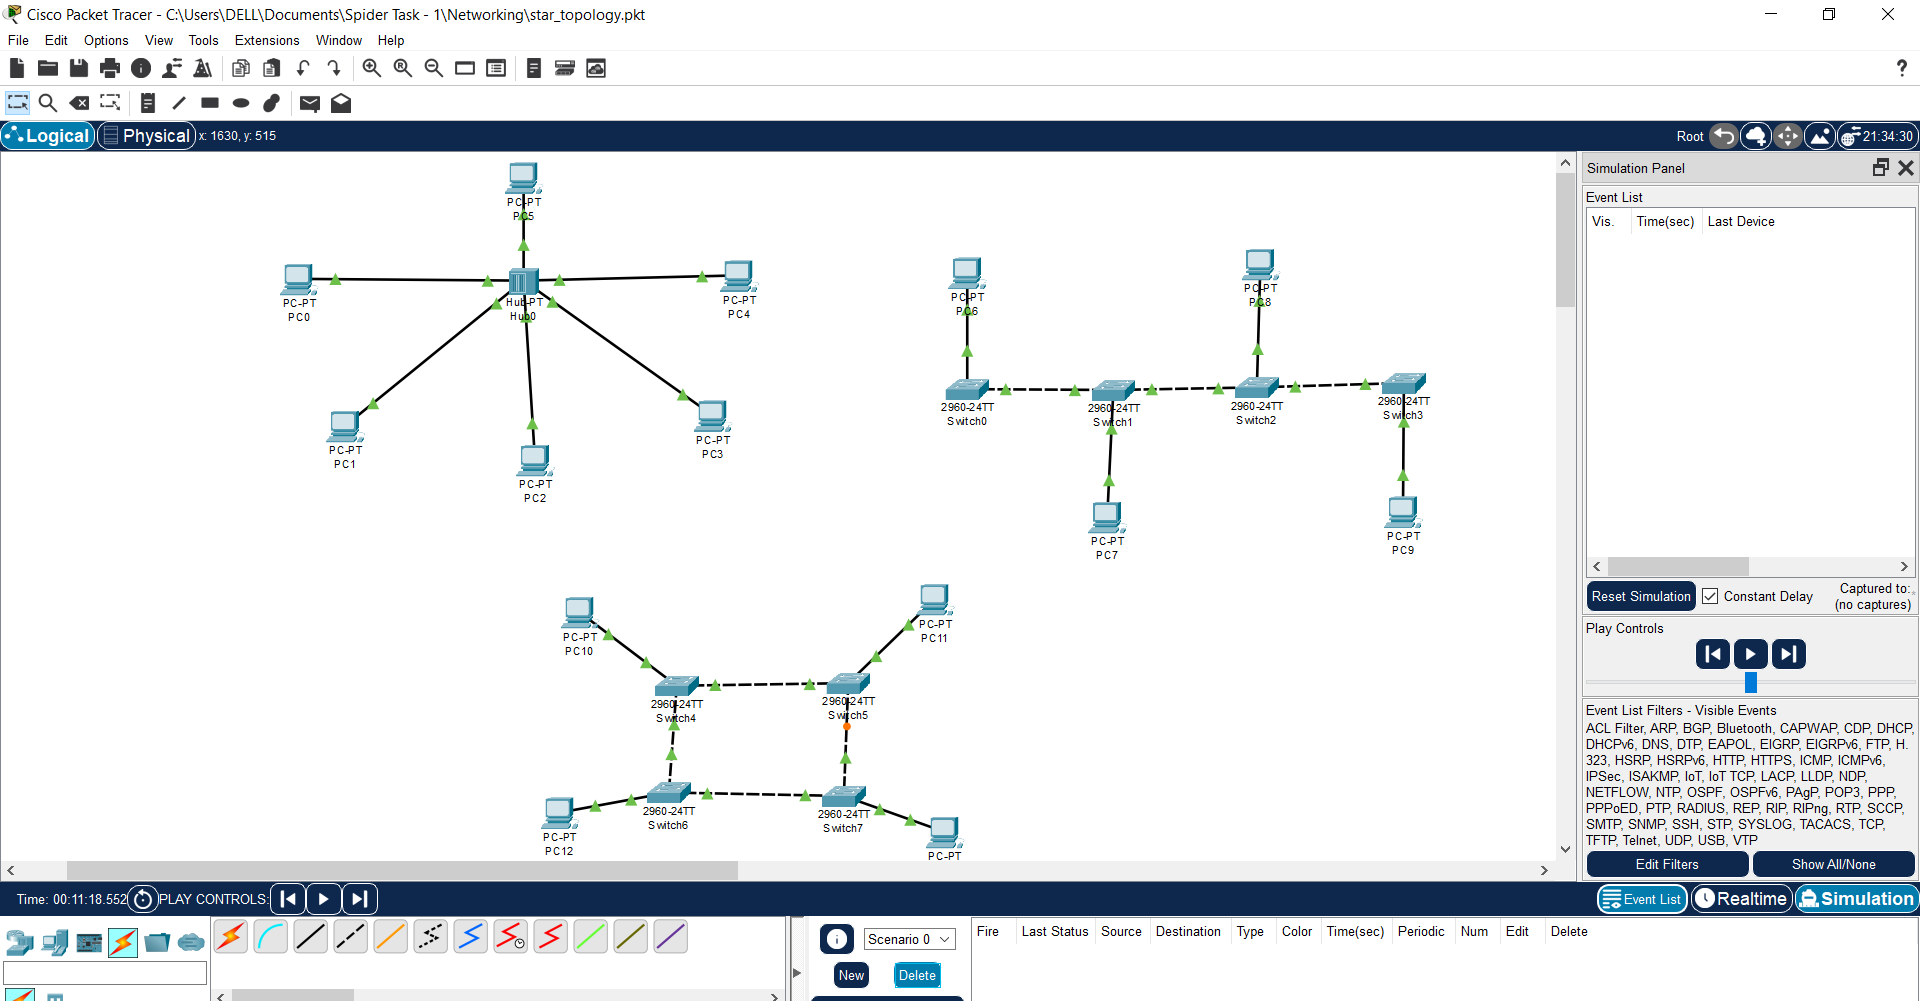 Cisco Packet Tracer - C:\Users\DELL\Documents\Spider Task - 1\Networking\star_topology.pkt
File Edit Options View Tools Extensions Window Help
Logical Physical x: 1630, y: 515 Root 21:34:30
PC-PT
PC5
PC-PT
PC0
Hub-PT
Hub0
PC-PT
PC4
PC-PT
PC1
PC-PT
PC2
PC-PT
PC3
PC-PT
PC6
PC-PT
PC8
2960-24TT
Switch0
2960-24TT
Switch1
2960-24TT
Switch2
2960-24TT
Switch3
PC-PT
PC7
PC-PT
PC9
PC-PT
PC10
PC-PT
PC11
2960-24TT
Switch4
2960-24TT
Switch5
2960-24TT
Switch6
2960-24TT
Switch7
PC-PT
PC12
PC-PT
Simulation Panel
Event List
Vis. Time(sec) Last Device
Reset Simulation Constant Delay Captured to:
(no captures)
Play Controls
Event List Filters - Visible Events
ACL Filter, ARP, BGP, Bluetooth, CAPWAP, CDP, DHCP,
DHCPv6, DNS, DTP, EAPOL, EIGRP, EIGRPv6, FTP, H.
323, HSRP, HSRPv6, HTTP, HTTPS, ICMP, ICMPv6,
IPSec, ISAKMP, IoT, IoT TCP, LACP, LLDP, NDP,
NETFLOW, NTP, OSPF, OSPFv6, PAgP, POP3, PPP,
PPPoED, PTP, RADIUS, REP, RIP, RIPng, RTP, SCCP,
SMTP, SNMP, SSH, STP, SYSLOG, TACACS, TCP,
TFTP, Telnet, UDP, USB, VTP
Edit Filters Show All/None
Time: 00:11:18.552 PLAY CONTROLS: Event List Realtime Simulation
Scenario 0
New Delete
Fire Last Status Source Destination Type Color Time(sec) Periodic Num Edit Delete